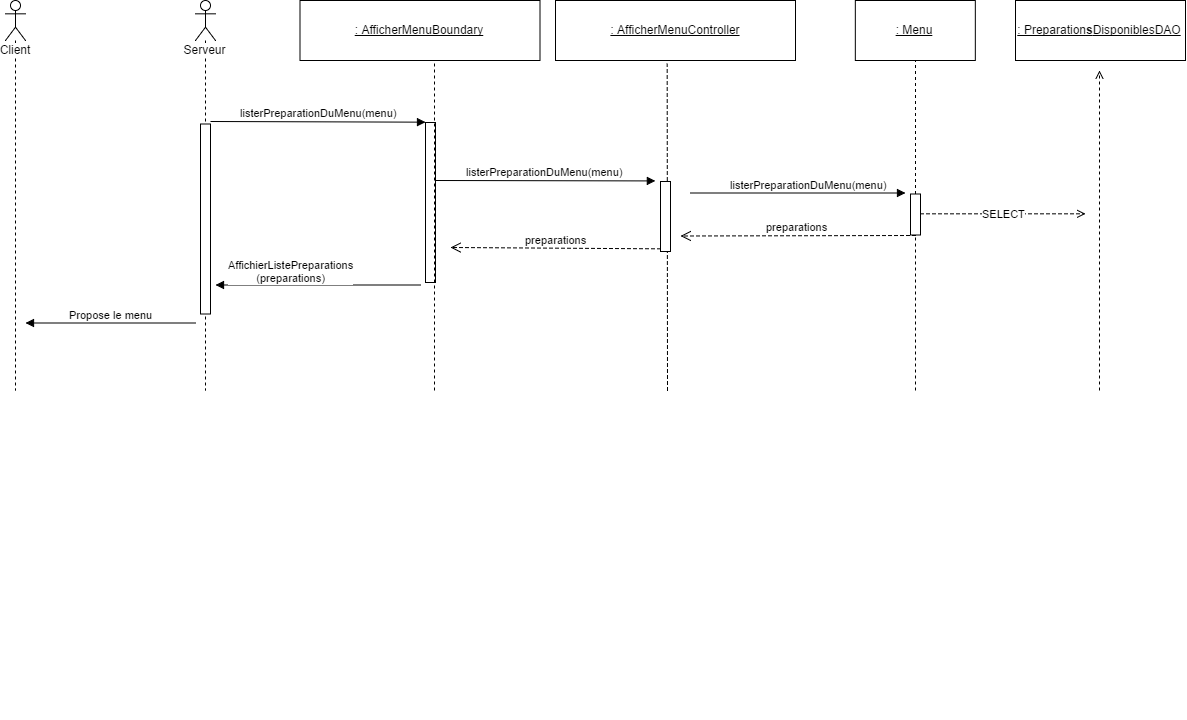 Client
Serveur
: AfficherMenuBoundary
: AfficherMenuController
: Menu
: PreparationsDisponiblesDAO
listerPreparationDuMenu(menu)
listerPreparationDuMenu(menu)
listerPreparationDuMenu(menu)
SELECT
preparations
preparations
AffichierListePreparations
(preparations)
Propose le menu